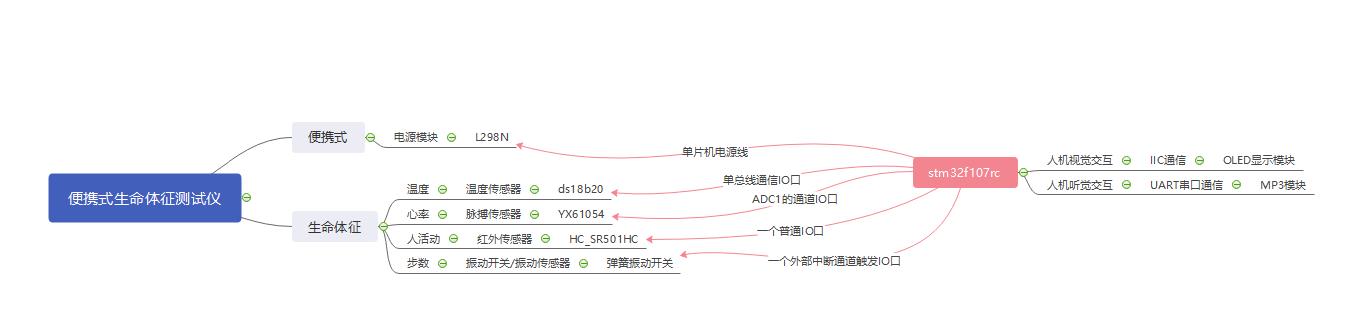 便携式生命体征测试仪
便携式
电源模块
L298N
单片机电源线
生命体征
温度
温度传感器
ds18b20
单总线通信IO口
心率
脉搏传感器
YX61054
ADC1的通道IO口
人活动
红外传感器
HC_SR501HC
一个普通IO口
步数
振动开关/振动传感器
弹簧振动开关
一个外部中断通道触发IO口
stm32f107rc
人机视觉交互
IIC通信
OLED显示模块
人机听觉交互
UART串口通信
MP3模块